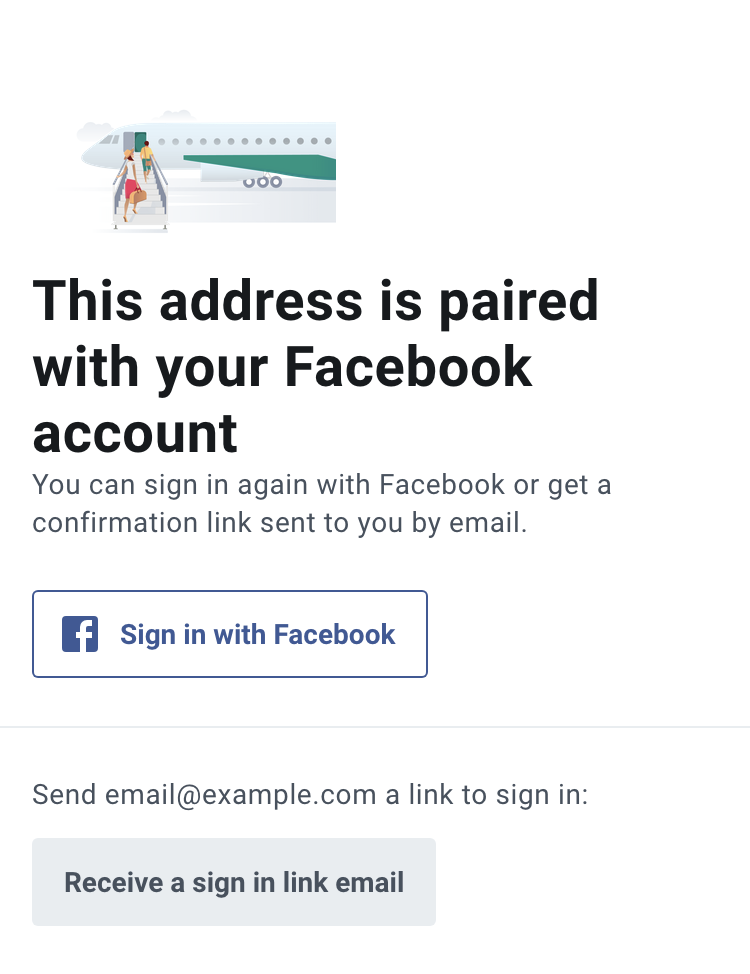 This address is paired
with your Facebook
account
You can sign in again with Facebook or get a
confirmation link sent to you by email.
Sign in with Facebook
Send email@example.com a link to sign in:
Receive a sign in link email